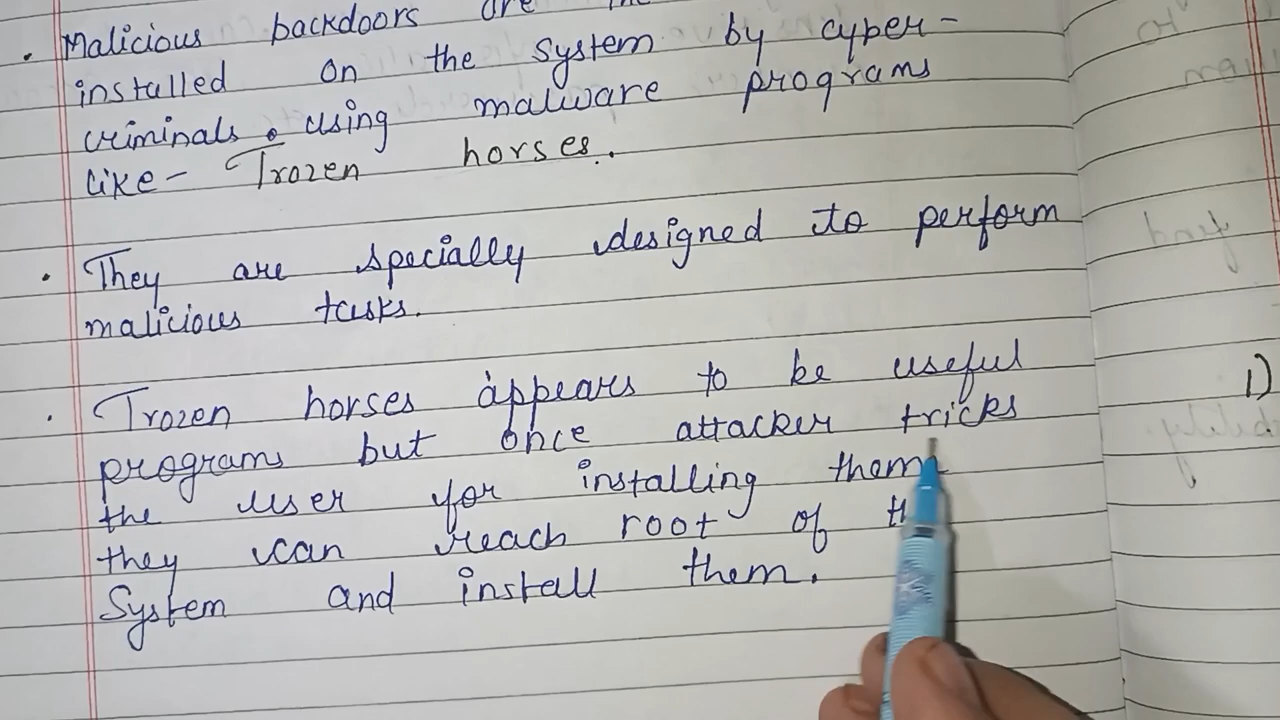 • Malicious backdoors are
installed on the system by cyber-
criminals. using malware programs
like- Trozen horses.
• They are specially designed to perform
malicious tasks.
• Trozen horses appears to be useful
programs but once attacker tricks
the user for installing them
they can reach root of
System and install them.
1)